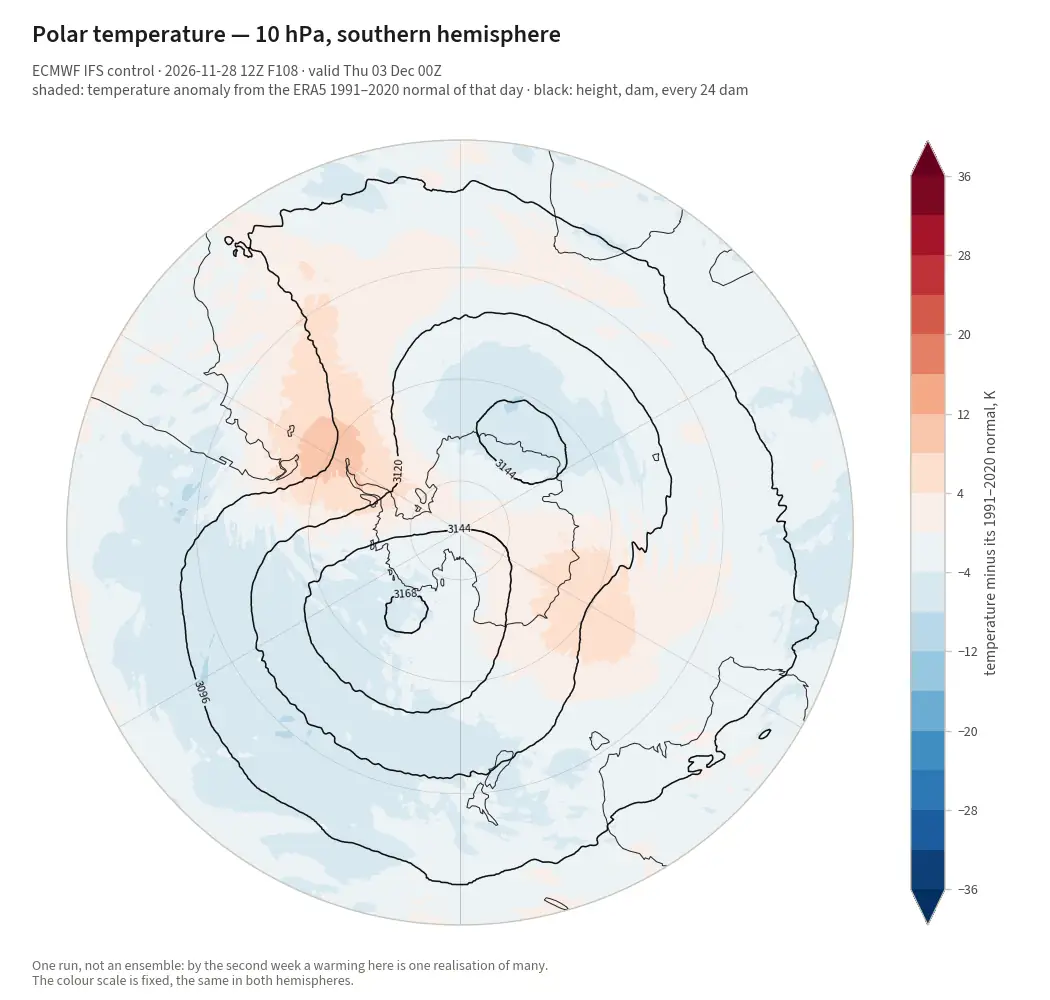 Polar temperature — 10 hPa, southern hemisphere
ECMWF IFS control · 2026-11-28 12Z F108 · valid Thu 03 Dec 00Z
shaded: temperature anomaly from the ERA5 1991–2020 normal of that day · black: height, dam, every 24 dam
36
28
20
12
4
−4
−12
−20
−28
−36
temperature minus its 1991–2020 normal, K
3120
3144
3144
3168
3096
One run, not an ensemble: by the second week a warming here is one realisation of many.
The colour scale is fixed, the same in both hemispheres.